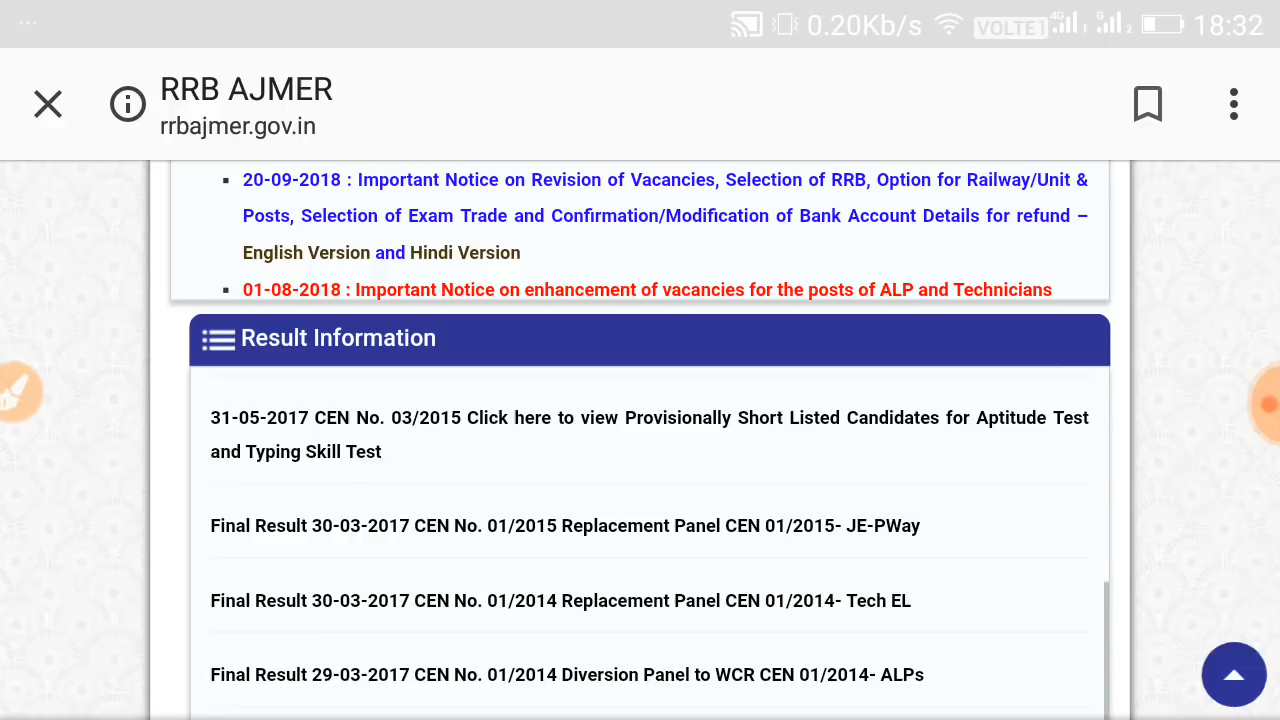 0.20Kb/s VOLTE1 4G 1 G 2 18:32
RRB AJMER
rrbajmer.gov.in
20-09-2018 : Important Notice on Revision of Vacancies, Selection of RRB, Option for Railway/Unit &
Posts, Selection of Exam Trade and Confirmation/Modification of Bank Account Details for refund –
English Version and Hindi Version
01-08-2018 : Important Notice on enhancement of vacancies for the posts of ALP and Technicians
Result Information
31-05-2017 CEN No. 03/2015 Click here to view Provisionally Short Listed Candidates for Aptitude Test
and Typing Skill Test
Final Result 30-03-2017 CEN No. 01/2015 Replacement Panel CEN 01/2015- JE-PWay
Final Result 30-03-2017 CEN No. 01/2014 Replacement Panel CEN 01/2014- Tech EL
Final Result 29-03-2017 CEN No. 01/2014 Diversion Panel to WCR CEN 01/2014- ALPs